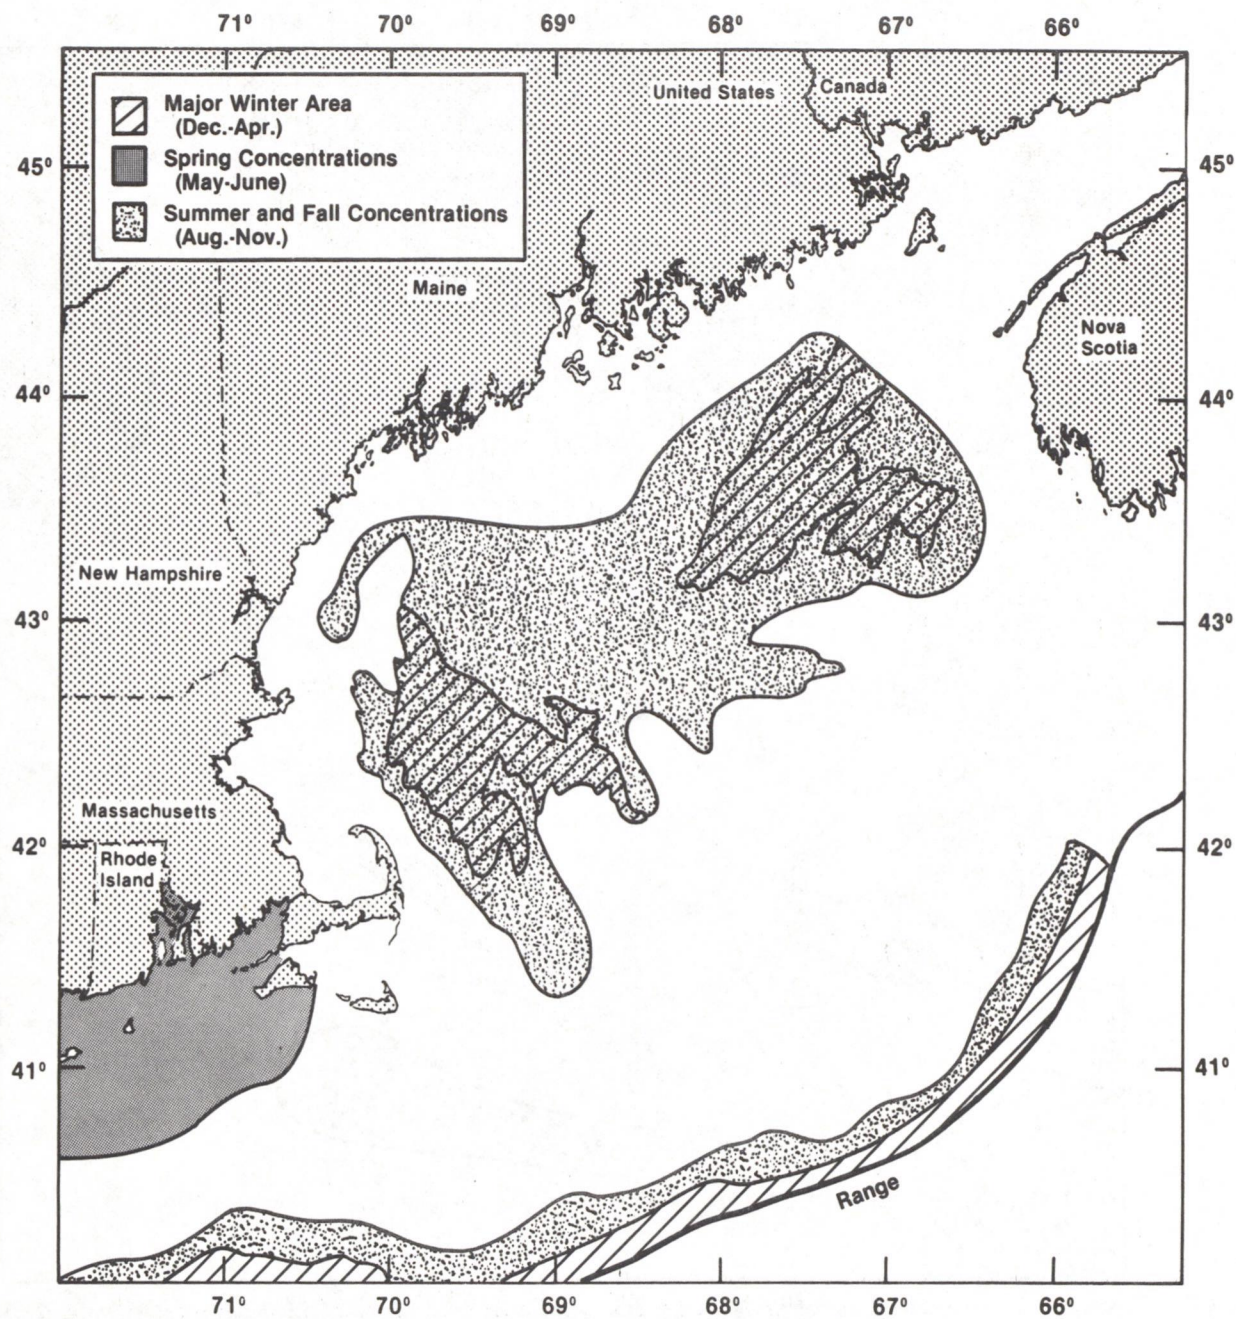 71° 70° 69° 68° 67° 66°
United States
Canada
Major Winter Area
(Dec.-Apr.)
Spring Concentrations
(May-June)
Summer and Fall Concentrations
(Aug.-Nov.)
45° 45°
Maine
Nova
Scotia
44° 44°
New Hampshire
43° 43°
Massachusetts
42° 42°
Rhode
Island
41° 41°
Range
40°
71° 70° 69° 68° 67° 66°